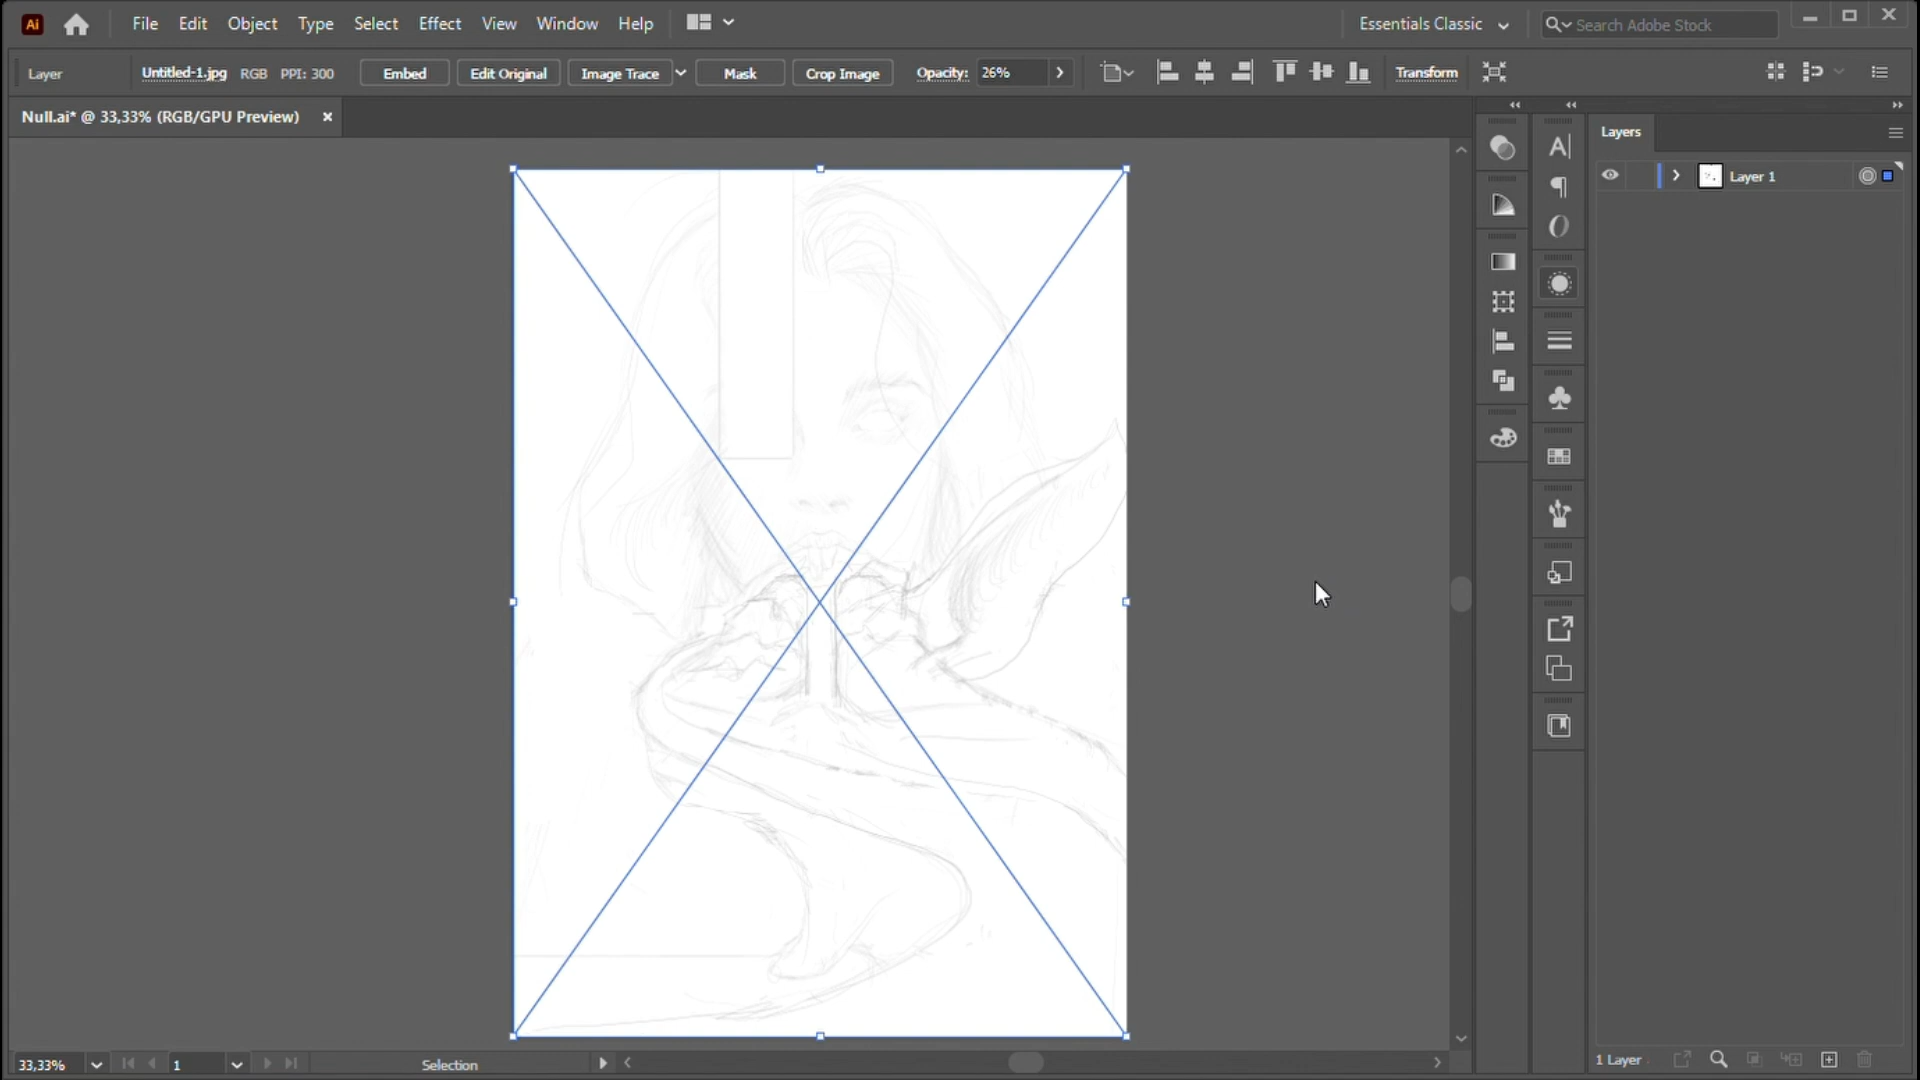 Ai File Edit Object Type Select Effect View Window Help Essentials Classic Search Adobe Stock
Layer Untitled-1.jpg RGB PPI: 300 Embed Edit Original Image Trace Mask Crop Image Opacity: 26% Transform
Null.ai* @ 33,33% (RGB/GPU Preview)
Layers
Layer 1
33,33% 1 Selection
1 Layer